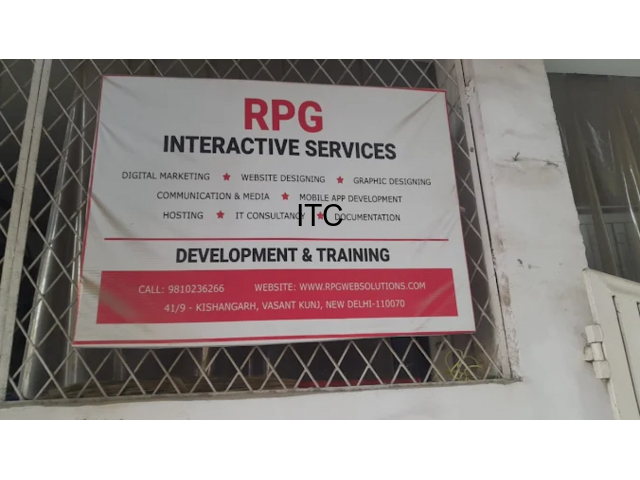 RPG
INTERACTIVE SERVICES
DIGITAL MARKETING ★ WEBSITE DESIGNING ★ GRAPHIC DESIGNING
COMMUNICATION & MEDIA ★ MOBILE APP DEVELOPMENT
HOSTING ★ IT CONSULTANCY ★ DOCUMENTATION
ITC
DEVELOPMENT & TRAINING
CALL: 9810236266 WEBSITE: WWW.RPGWEBSOLUTIONS.COM
41/9 - KISHANGARH, VASANT KUNJ, NEW DELHI-110070